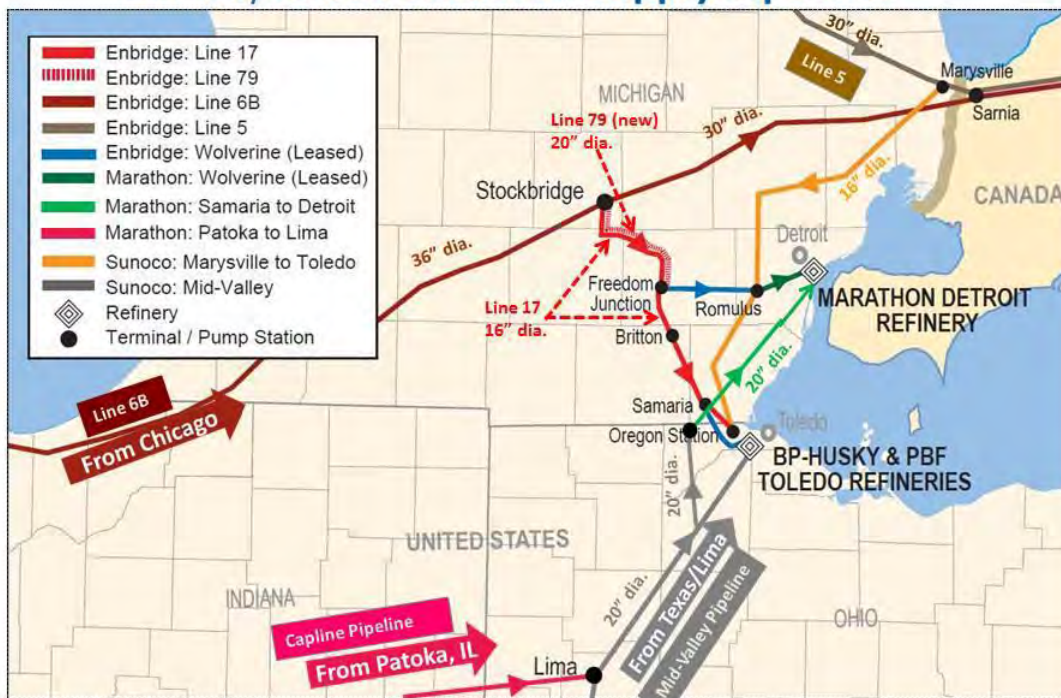 Enbridge: Line 17
Enbridge: Line 79
Enbridge: Line 6B
Enbridge: Line 5
Enbridge: Wolverine (Leased)
Marathon: Wolverine (Leased)
Marathon: Samaria to Detroit
Marathon: Patoka to Lima
Sunoco: Marysville to Toledo
Sunoco: Mid-Valley
Refinery
Terminal / Pump Station
30" dia.
Line 5
Marysville
Sarnia
MICHIGAN
Line 79 (new)
20" dia.
30" dia.
16" dia.
CANADA
Stockbridge
36" dia.
Detroit
Freedom
Junction
Romulus
MARATHON DETROIT
REFINERY
Line 17
16" dia.
Britton
20" dia.
Line 6B
From Chicago
Samaria
Oregon Station
Toledo
BP-HUSKY & PBF
TOLEDO REFINERIES
20" dia.
UNITED STATES
INDIANA
20" dia.
From Texas/Lima
Mid-Valley Pipeline
OHIO
Capline Pipeline
From Patoka, IL
Lima